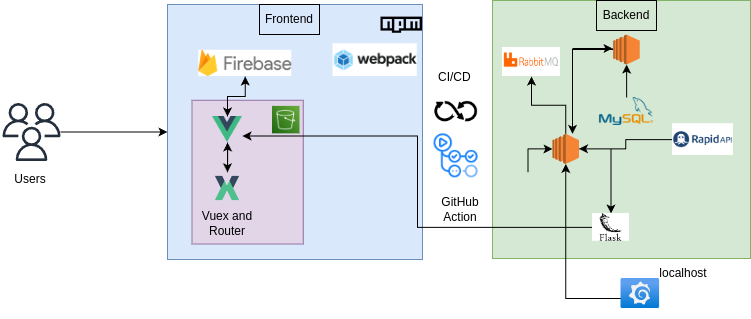 Frontend
npm
Firebase
webpack
Users
Vuex and
Router
CI/CD
GitHub
Action
Backend
RabbitMQ
MySQL
RapidAPI
Flask
localhost